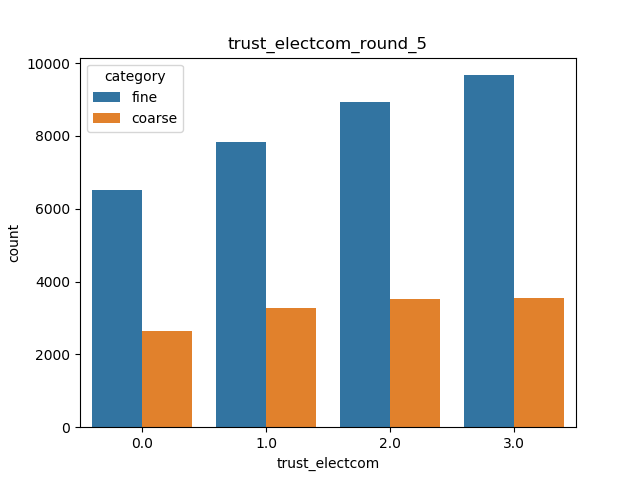 trust_electcom_round_5
category
fine
coarse
10000
8000
6000
4000
2000
0
count
0.0 1.0 2.0 3.0
trust_electcom